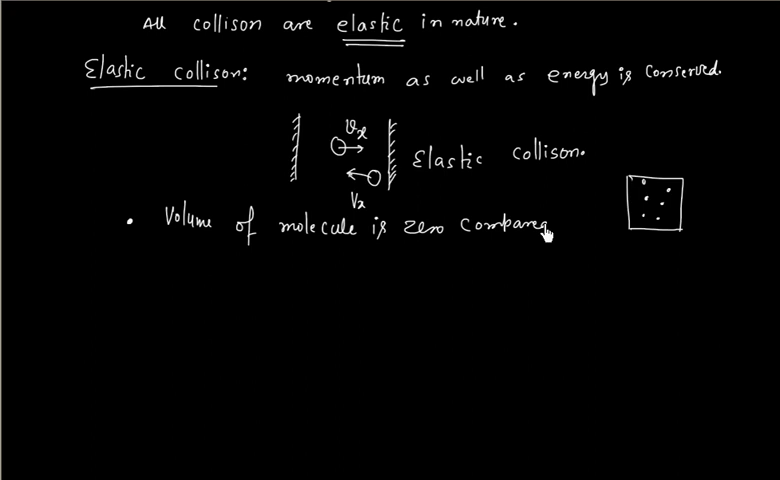 All collison are elastic in nature.
Elastic collison: momentum as well as energy is conserved.
vx
Elastic collison.
Vx
• Volume of molecule is zero compared